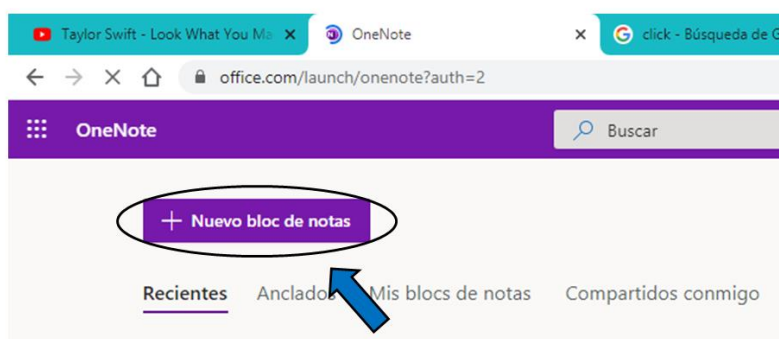 Taylor Swift - Look What You Ma
OneNote
click - Búsqueda de G
office.com/launch/onenote?auth=2
OneNote
Buscar
+ Nuevo bloc de notas
Recientes Anclados Mis blocs de notas Compartidos conmigo